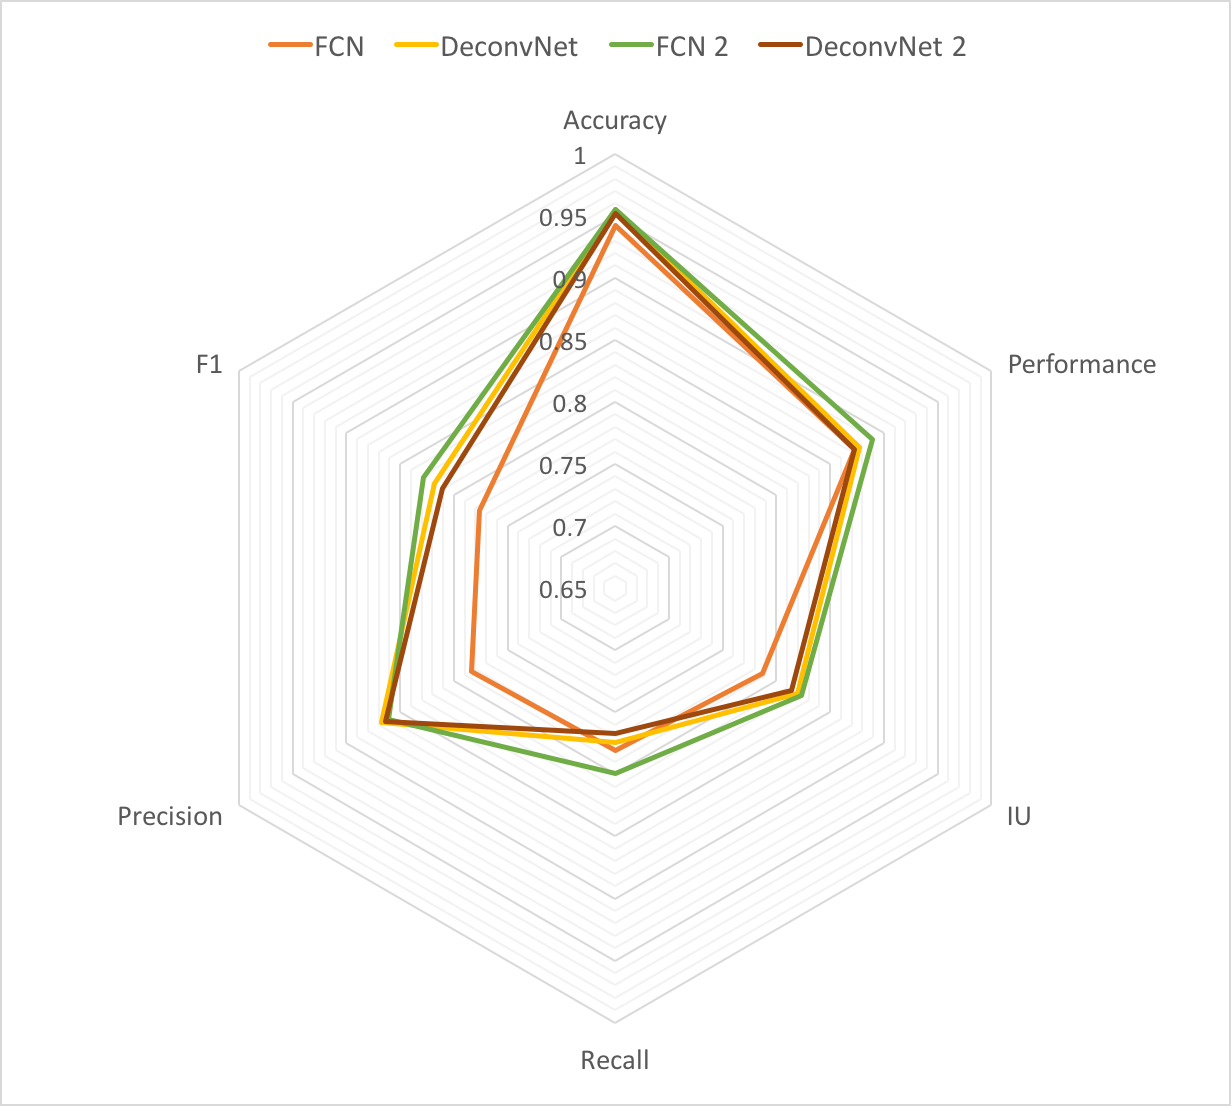 FCN DeconvNet FCN 2 DeconvNet 2
Accuracy
1
0.95
0.9
0.85
0.8
0.75
0.7
0.65
Performance
IU
Recall
Precision
F1